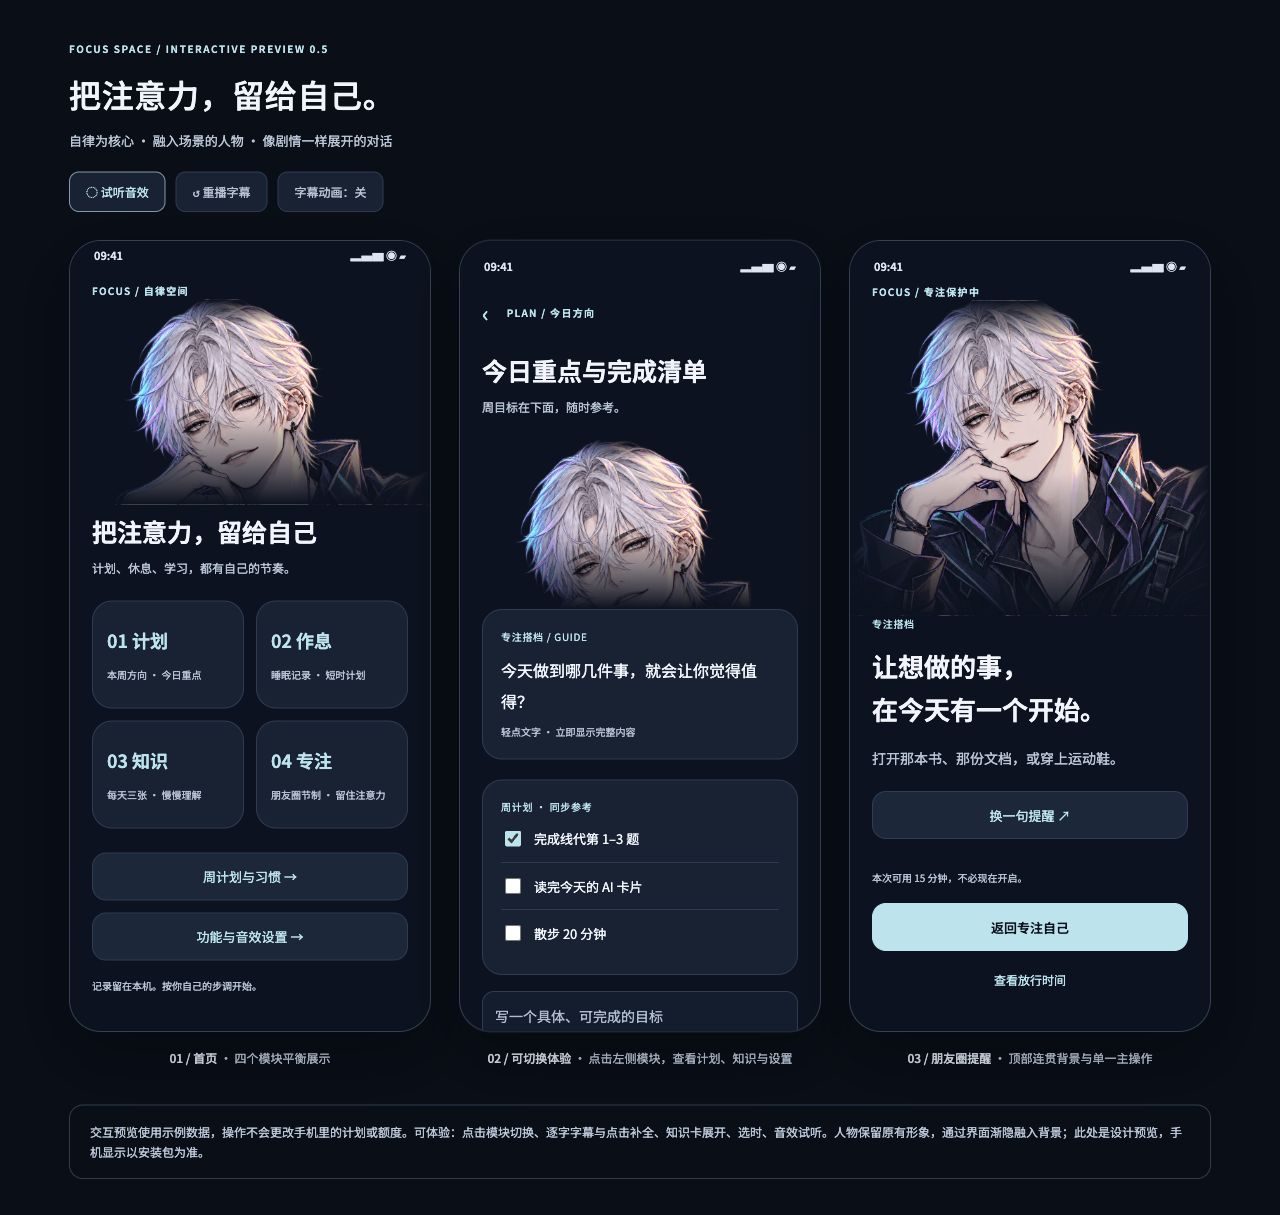 FOCUS SPACE / INTERACTIVE PREVIEW 0.5
把注意力，留给自己。
自律为核心 · 融入场景的人物 · 像剧情一样展开的对话
试听音效
↺ 重播字幕
字幕动画：关
09:41
FOCUS / 自律空间
把注意力，留给自己
计划、休息、学习，都有自己的节奏。
01 计划
本周方向 · 今日重点
02 作息
睡眠记录 · 短时计划
03 知识
每天三张 · 慢慢理解
04 专注
朋友圈节制 · 留住注意力
周计划与习惯 →
功能与音效设置 →
记录留在本机。按你自己的步调开始。
01 / 首页 · 四个模块平衡展示
09:41
‹ PLAN / 今日方向
今日重点与完成清单
周目标在下面，随时参考。
专注搭档 / GUIDE
今天做到哪几件事，就会让你觉得值
得？
轻点文字 · 立即显示完整内容
周计划 · 同步参考
完成线代第 1–3 题
读完今天的 AI 卡片
散步 20 分钟
写一个具体、可完成的目标
02 / 可切换体验 · 点击左侧模块，查看计划、知识与设置
09:41
FOCUS / 专注保护中
专注搭档
让想做的事，
在今天有一个开始。
打开那本书、那份文档，或穿上运动鞋。
换一句提醒 ↗
本次可用 15 分钟，不必现在开启。
返回专注自己
查看放行时间
03 / 朋友圈提醒 · 顶部连贯背景与单一主操作
交互预览使用示例数据，操作不会更改手机里的计划或额度。可体验：点击模块切换、逐字字幕与点击补全、知识卡展开、选时、音效试听。人物保留原有形象，通过界面渐隐融入背景；此处是设计预览，手
机显示以安装包为准。